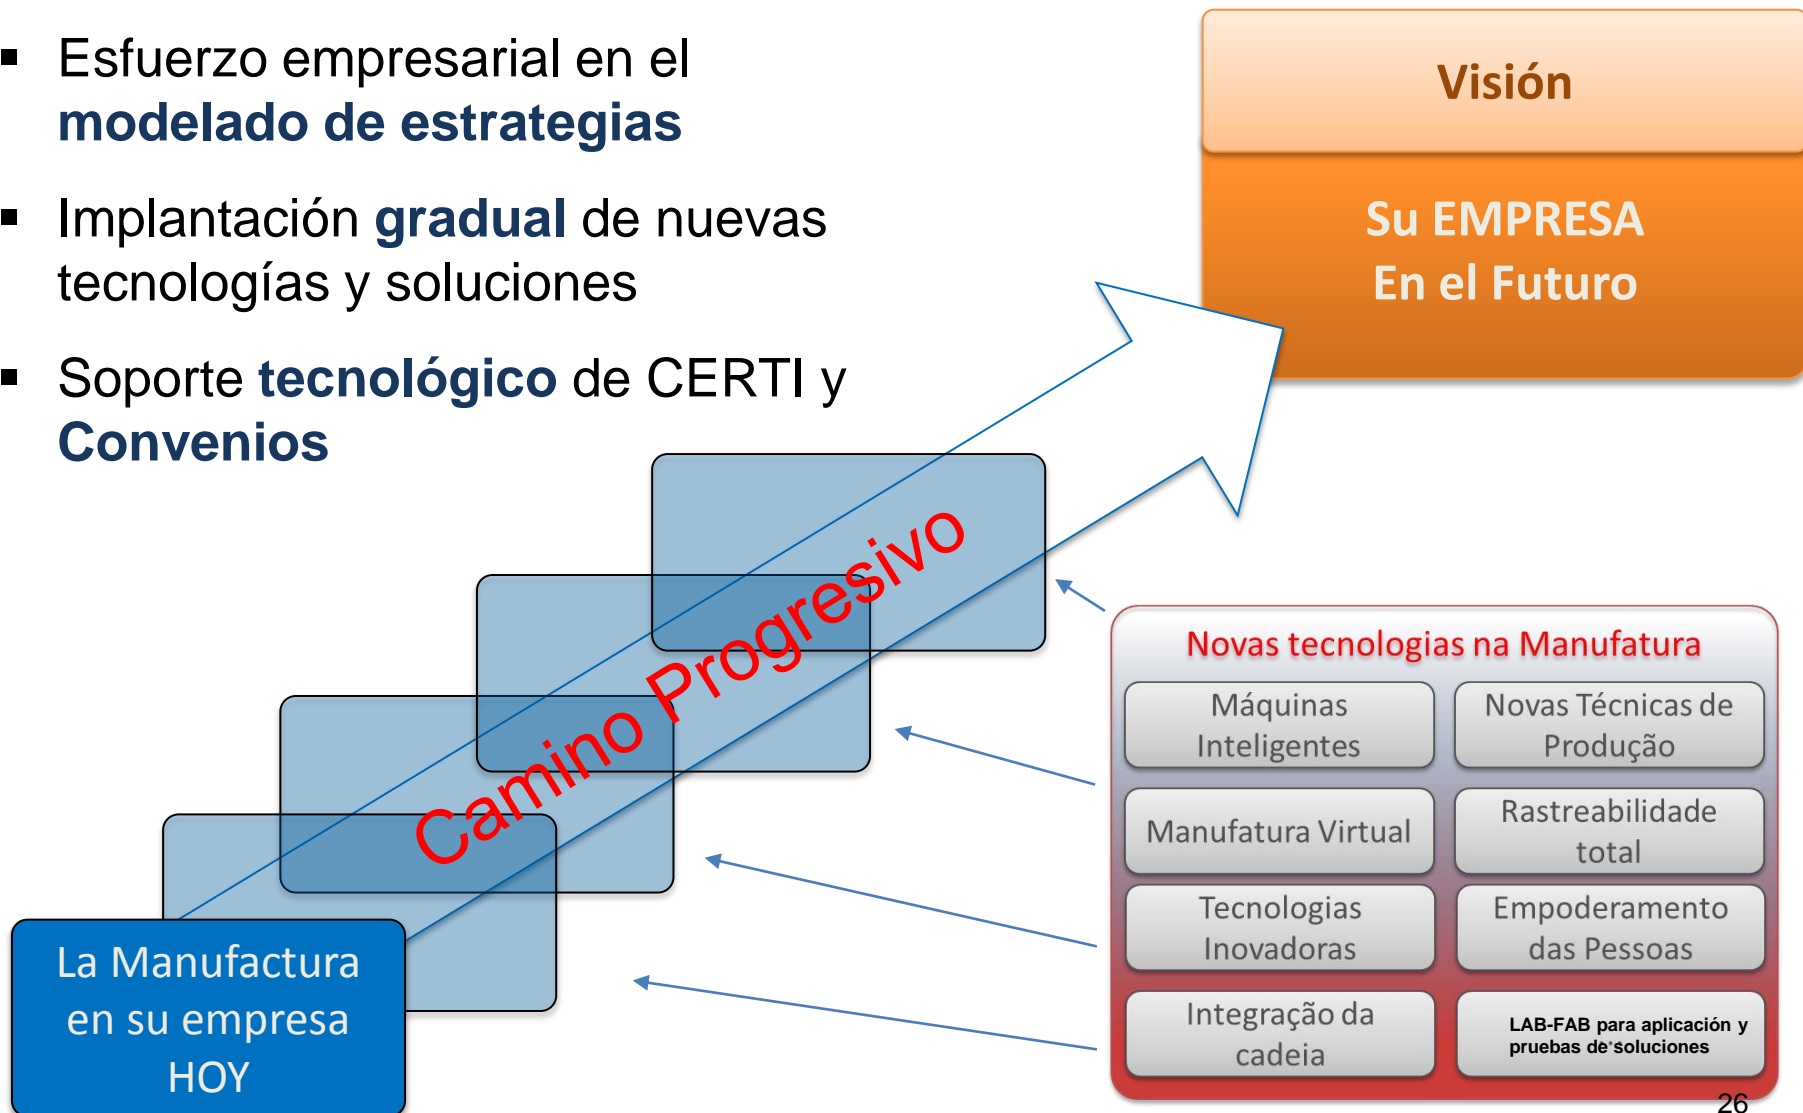 Esfuerzo empresarial en el
modelado de estrategias
Implantación gradual de nuevas
tecnologías y soluciones
Soporte tecnológico de CERTI y
Convenios
Visión
Su EMPRESA
En el Futuro
Camino Progresivo
La Manufactura
en su empresa
HOY
Novas tecnologias na Manufatura
Máquinas
Inteligentes
Novas Técnicas de
Produção
Manufatura Virtual
Rastreabilidade
total
Tecnologias
Inovadoras
Empoderamento
das Pessoas
Integração da
cadeia
LAB-FAB para aplicación y
pruebas de soluciones
26